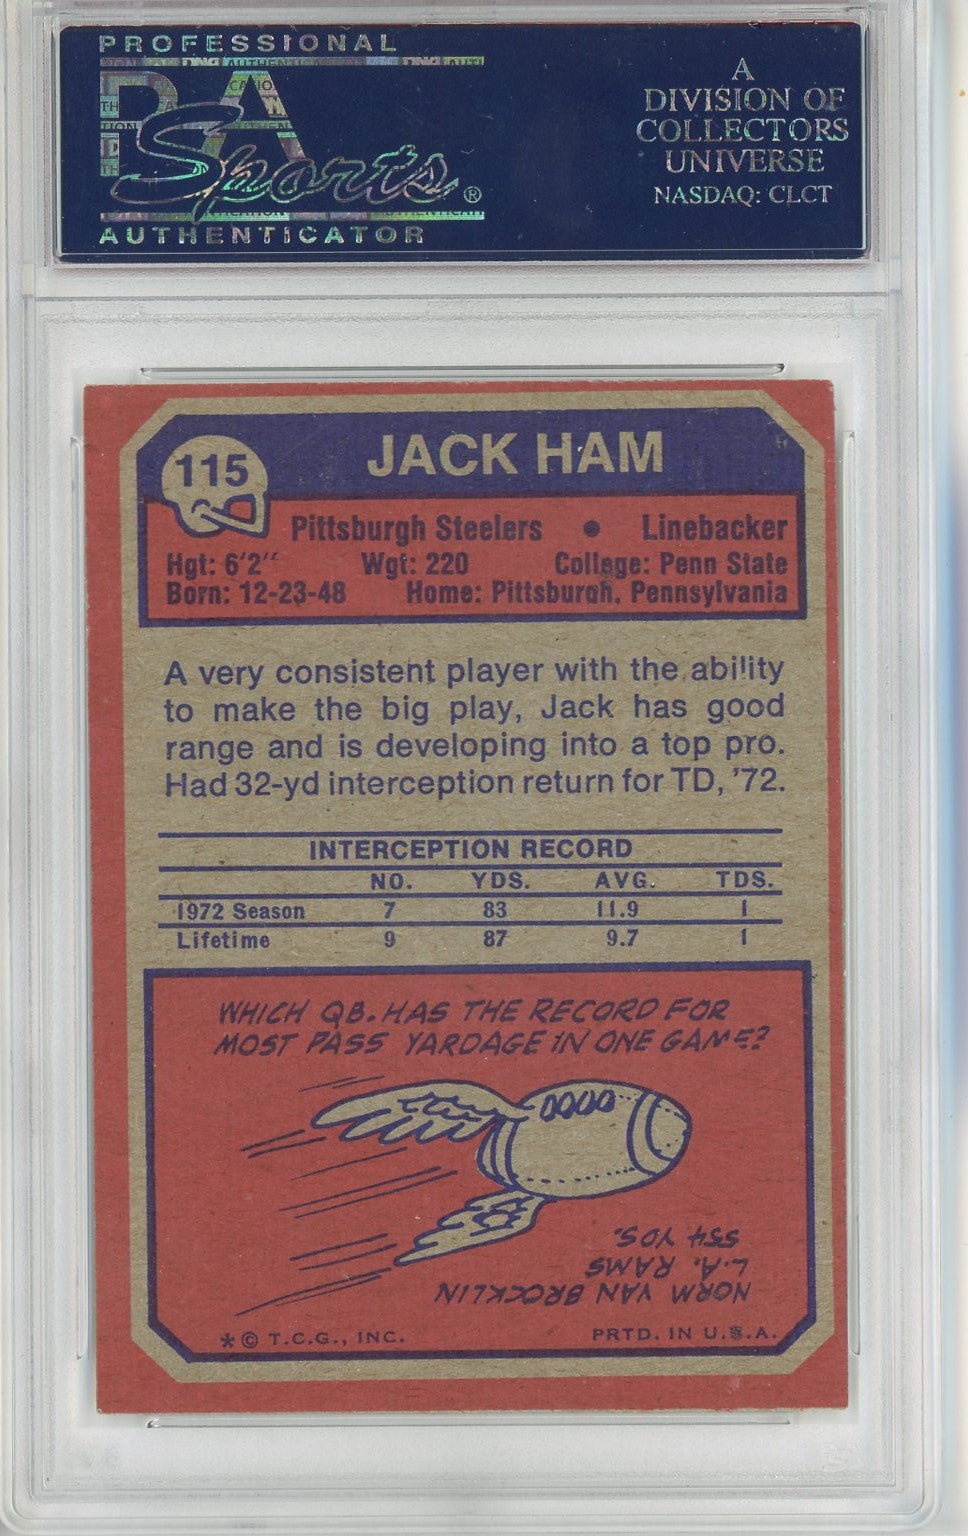 PROFESSIONAL
PSA
Sports®
AUTHENTICATOR
A
DIVISION OF
COLLECTORS
UNIVERSE
NASDAQ: CLCT
115
JACK HAM
Pittsburgh Steelers • Linebacker
Hgt: 6'2" Wgt: 220 College: Penn State
Born: 12-23-48 Home: Pittsburgh, Pennsylvania
A very consistent player with the ability
to make the big play, Jack has good
range and is developing into a top pro.
Had 32-yd interception return for TD, '72.
INTERCEPTION RECORD
NO. YDS. AVG. TDS.
1972 Season 7 83 11.9 1
Lifetime 9 87 9.7 1
WHICH QB. HAS THE RECORD FOR
MOST PASS YARDAGE IN ONE GAME?
NORM VAN BROCKLIN
L.A. RAMS
554 YDS.
*© T.C.G., INC. PRTD. IN U.S.A.